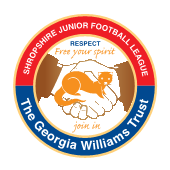 SHROPSHIRE JUNIOR FOOTBALL LEAGUE
RESPECT
Free your spirit
join in
The Georgia Williams Trust